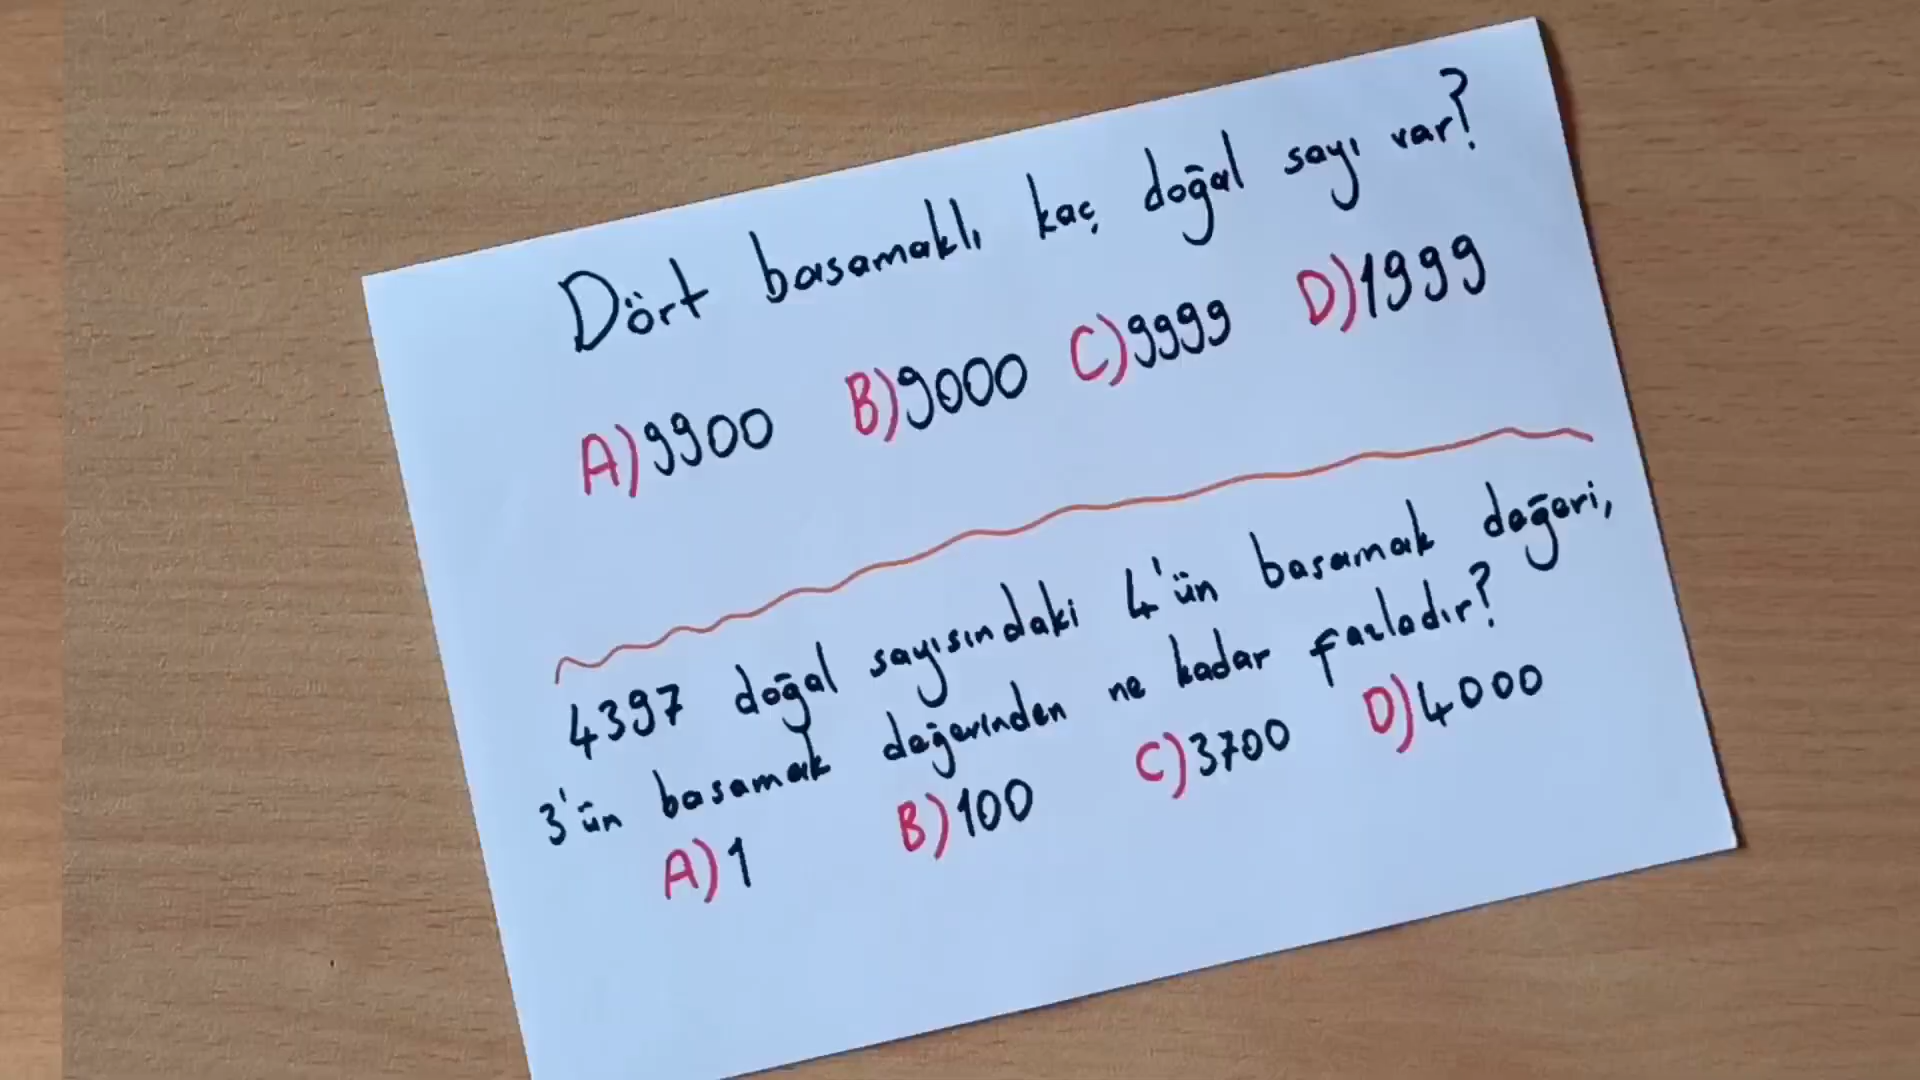 Dört basamaklı kaç doğal sayı var?
A) 9900 B) 9000 C) 9999 D) 1999
4397 doğal sayısındaki 4'ün basamak değeri,
3'ün basamak değerinden ne kadar fazladır?
A) 1 B) 100 C) 3700 D) 4000